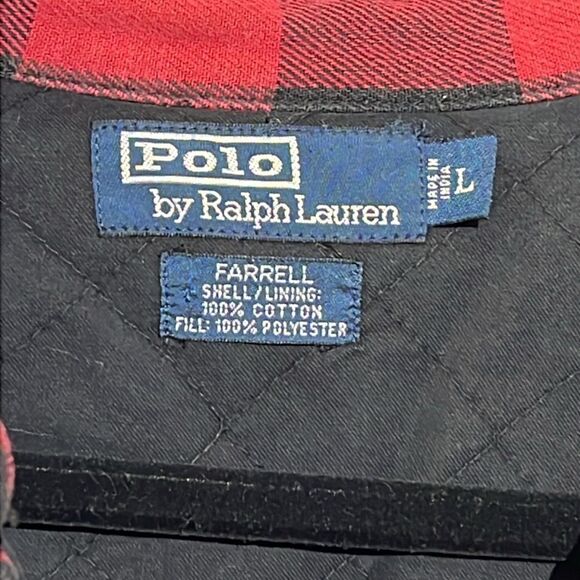 Polo
by Ralph Lauren
MADE IN
INDIA
L
FARRELL
SHELL/LINING:
100% COTTON
FILL: 100% POLYESTER